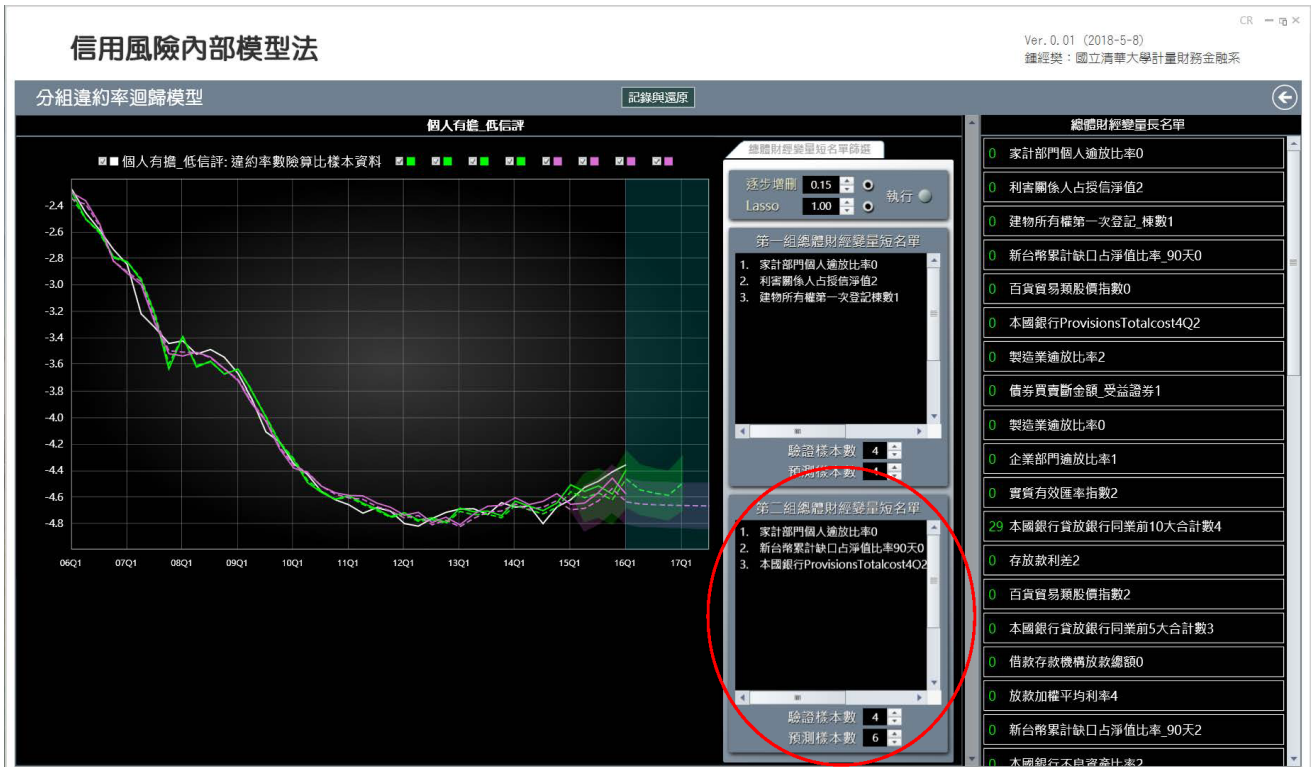 CR
信用風險內部模型法
Ver.0.01 (2018-5-8)
鍾經樊：國立清華大學計量財務金融系
分組違約率迴歸模型
記錄與還原
個人有擔_低信評
個人有擔_低信評: 違約率數險算比樣本資料
-2.4
-2.6
-2.8
-3.0
-3.2
-3.4
-3.6
-3.8
-4.0
-4.2
-4.4
-4.6
-4.8
06Q1 07Q1 08Q1 09Q1 10Q1 11Q1 12Q1 13Q1 14Q1 15Q1 16Q1 17Q1
總體財經變量短名單篩選
逐步增刪 0.15
Lasso 1.00
執行
第一組總體財經變量短名單
1. 家計部門個人逾放比率0
2. 利害關係人占授信淨值2
3. 建物所有權第一次登記棟數1
驗證樣本數 4
預測樣本數 4
第二組總體財經變量短名單
1. 家計部門個人逾放比率0
2. 新台幣累計缺口占淨值比率90天0
3. 本國銀行ProvisionsTotalcost4Q2
驗證樣本數 4
預測樣本數 6
總體財經變量長名單
0 家計部門個人逾放比率0
0 利害關係人占授信淨值2
0 建物所有權第一次登記_棟數1
0 新台幣累計缺口占淨值比率_90天0
0 百貨貿易類股價指數0
0 本國銀行ProvisionsTotalcost4Q2
0 製造業逾放比率2
0 債券買賣斷金額_受益證券1
0 製造業逾放比率0
0 企業部門逾放比率1
0 實質有效匯率指數2
29 本國銀行貸放銀行同業前10大合計數4
0 存放款利差2
0 百貨貿易類股價指數2
0 本國銀行貸放銀行同業前5大合計數3
0 借款存款機構放款總額0
0 放款加權平均利率4
0 新台幣累計缺口占淨值比率_90天2
0 本國銀行不良資產比率2